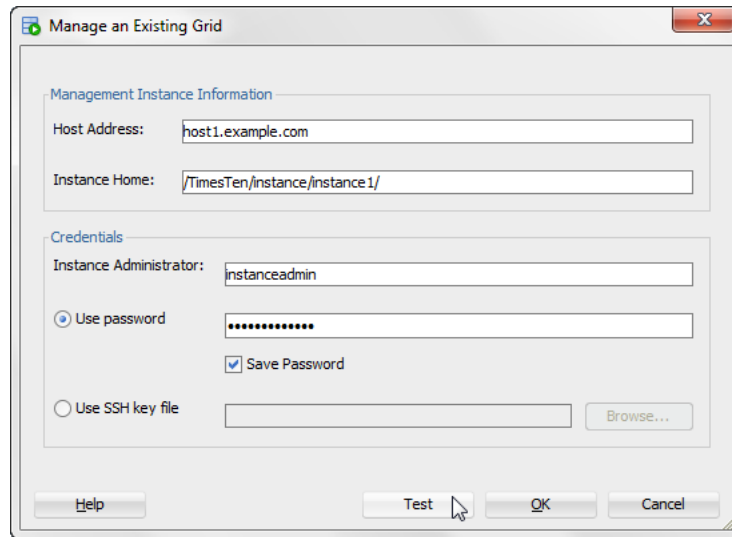 Manage an Existing Grid
Management Instance Information
Host Address: host1.example.com
Instance Home: /TimesTen/instance/instance1/
Credentials
Instance Administrator: instanceadmin
Use password •••••••••••••
Save Password
Use SSH key file Browse...
Help Test OK Cancel